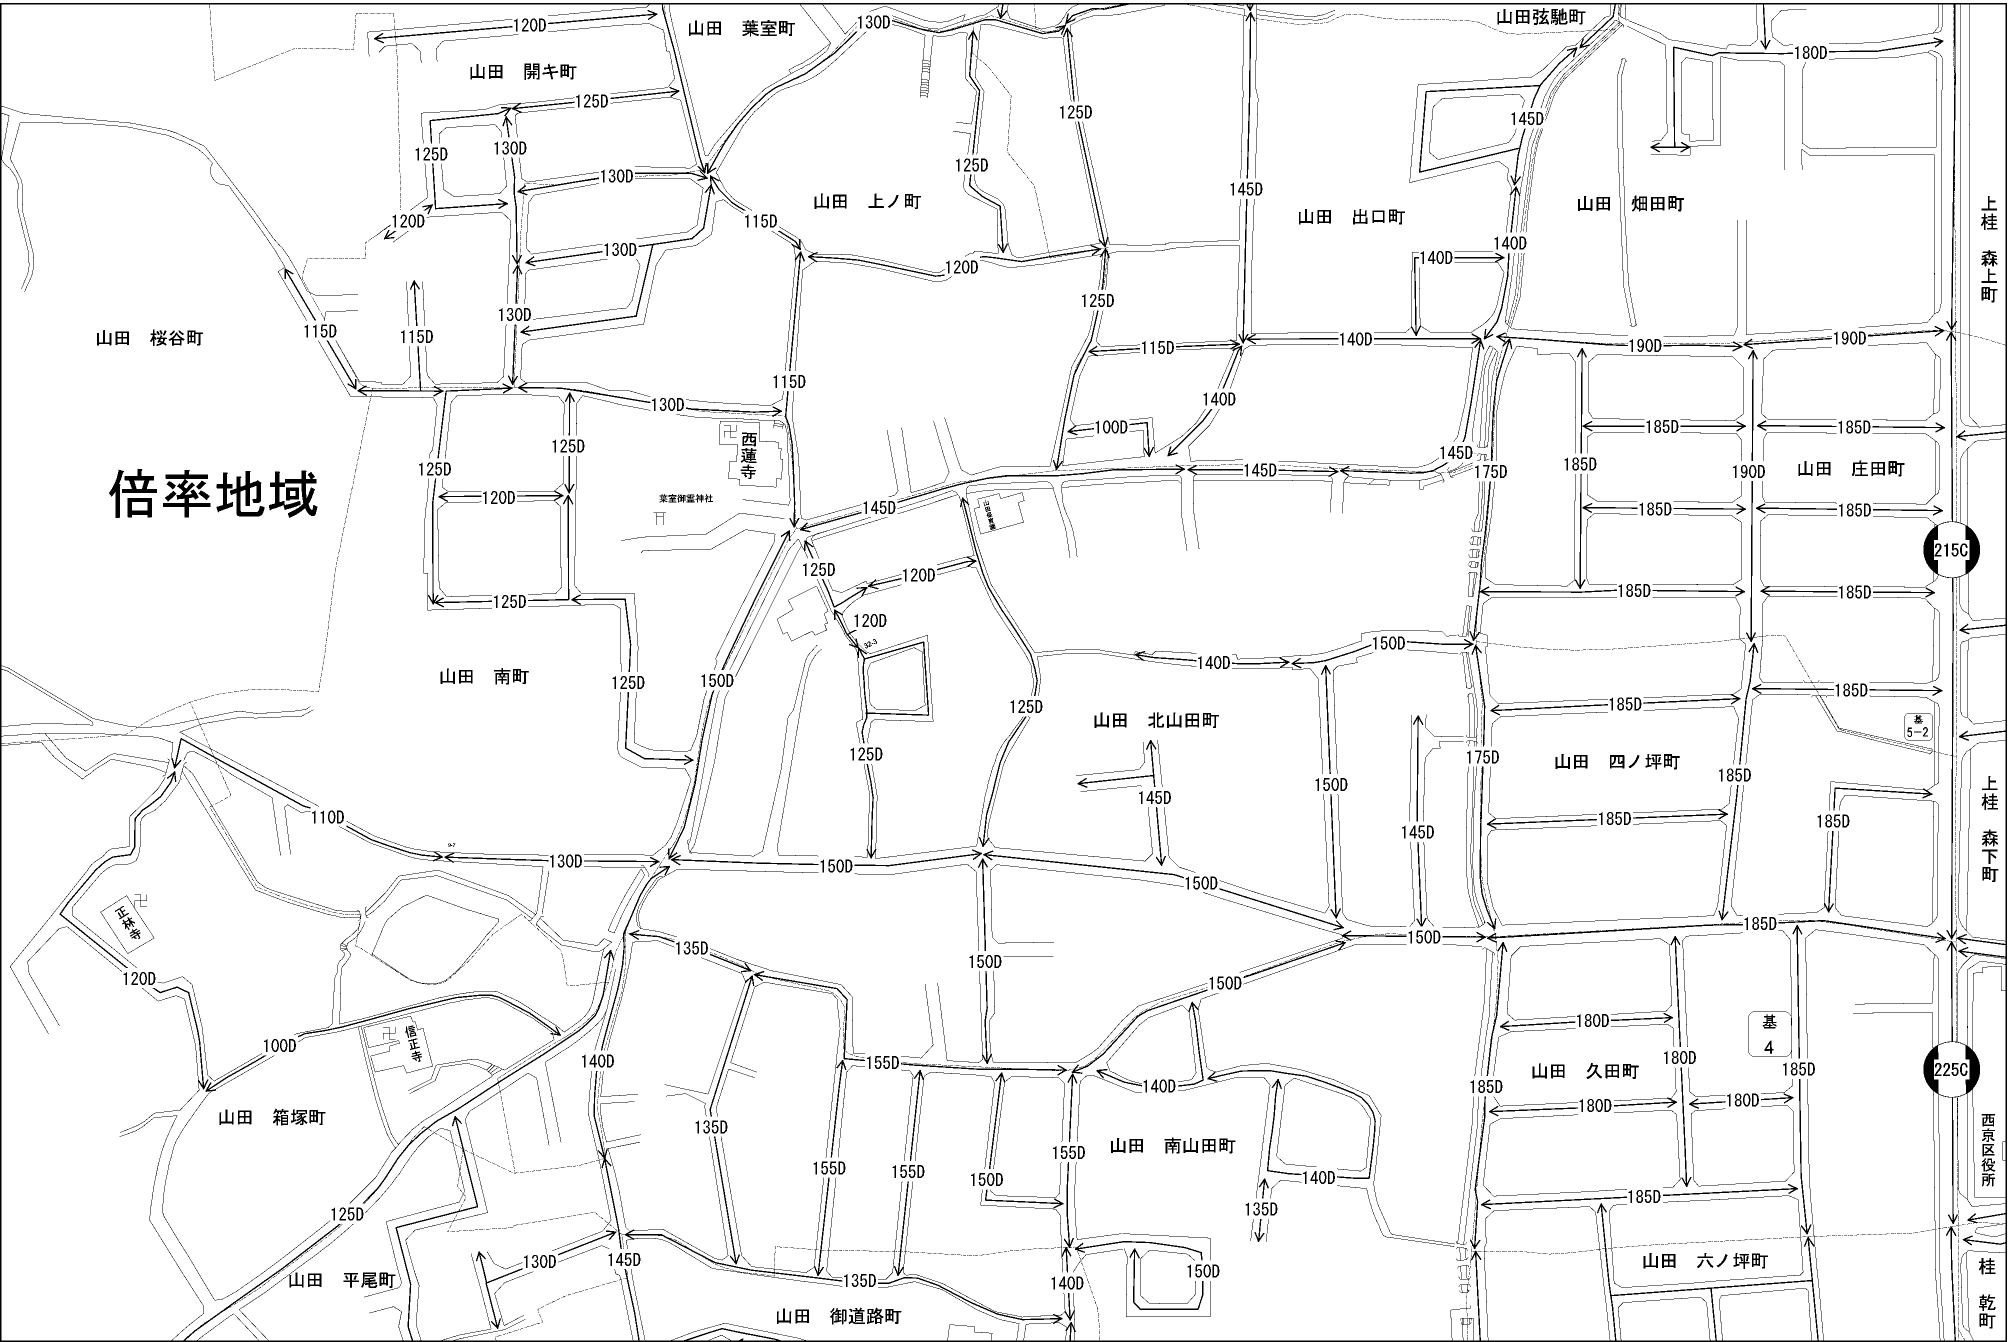 120D
山田　葉室町
130D
山田弦馳町
山田　開キ町
180D
125D
125D
145D
125D
130D
125D
130D
145D
山田　上ノ町
山田　出口町
山田　畑田町
上桂　森上町
120D
115D
130D
140D
140D
120D
125D
130D
115D
115D
山田　桜谷町
115D
140D
190D
190D
115D
130D
140D
100D
185D
185D
西蓮寺
125D
125D
145D
145D
175D
185D
190D
山田　庄田町
倍率地域
120D
葉室御霊神社
145D
山田保育園
185D
185D
215C
125D
120D
125D
185D
185D
120D
32-3
150D
140D
山田　南町
125D
150D
185D
185D
125D
山田　北山田町
基
5-2
125D
175D
山田　四ノ坪町
185D
150D
145D
上桂　森下町
110D
145D
185D
185D
9-7
130D
150D
150D
正林寺
185D
150D
135D
150D
120D
150D
180D
基
4
信正寺
100D
140D
155D
180D
185D
225C
山田　久田町
185D
140D
180D
180D
山田　箱塚町
135D
155D
山田　南山田町
西京区役所
155D
155D
150D
140D
185D
125D
135D
145D
130D
山田　六ノ坪町
山田　平尾町
135D
140D
150D
桂　乾町
山田　御道路町